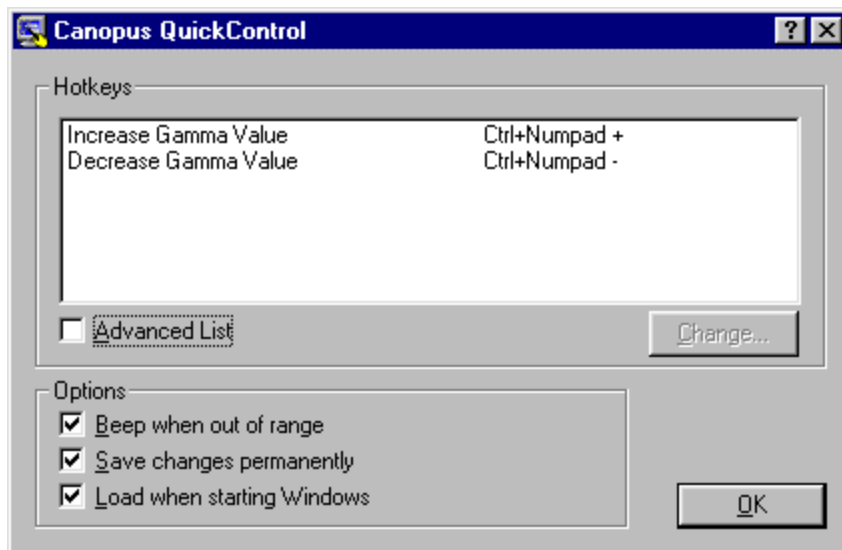 Canopus QuickControl
Hotkeys
Increase Gamma Value Ctrl+Numpad +
Decrease Gamma Value Ctrl+Numpad -
Advanced List
Change...
Options
Beep when out of range
Save changes permanently
Load when starting Windows
OK